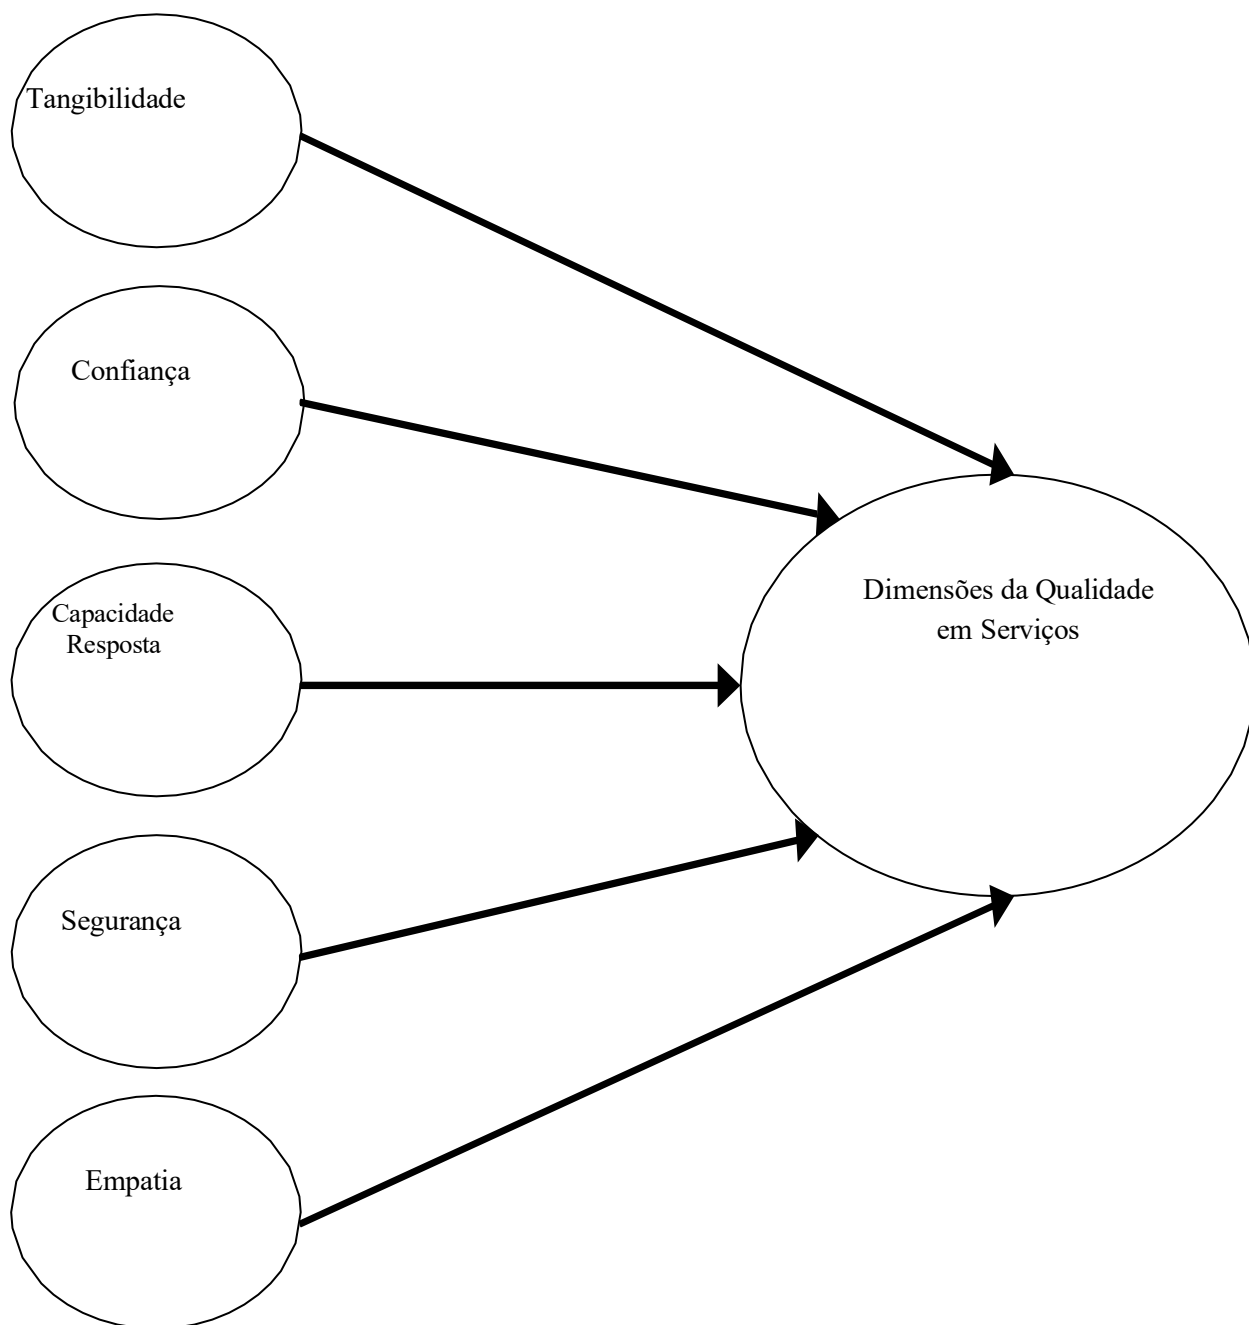 Tangibilidade
Confiança
Capacidade
Resposta
Dimensões da Qualidade
em Serviços
Segurança
Empatia